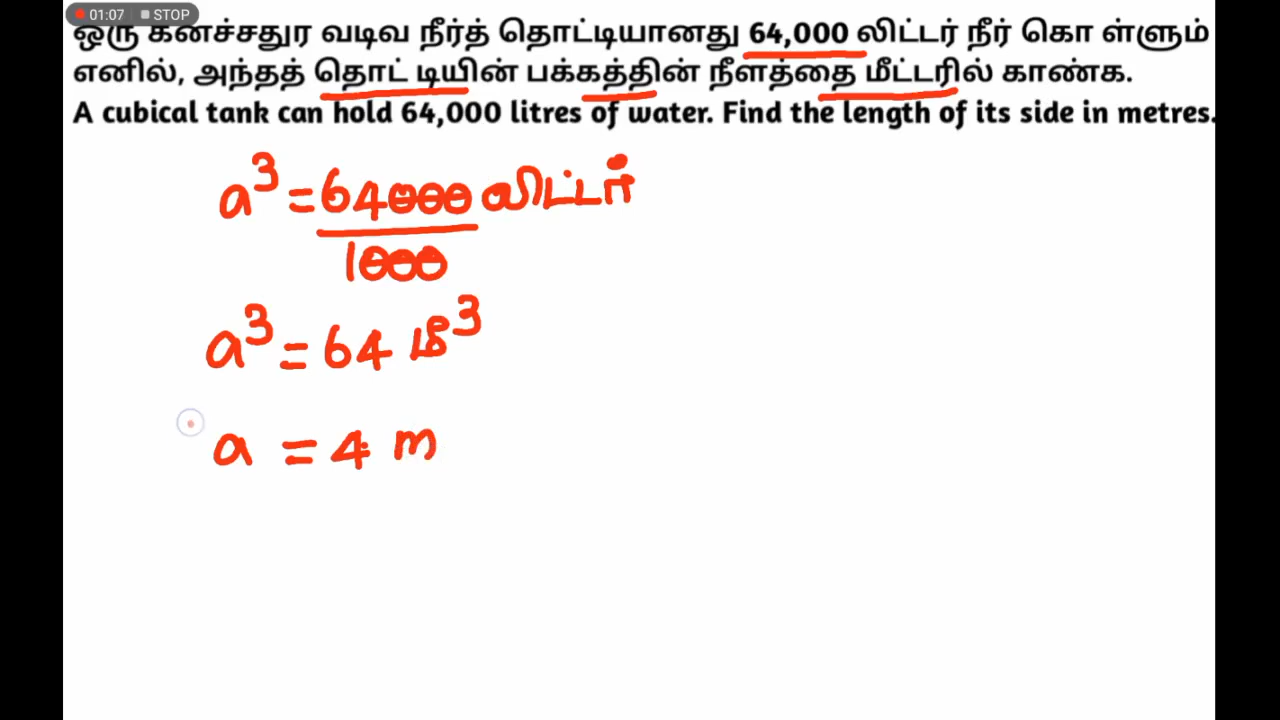 01:07 STOP
ஒரு கனச்சதுர வடிவ நீர்த் தொட்டியானது 64,000 லிட்டர் நீர் கொ ள்ளும்
எனில், அந்தத் தொட் டியின் பக்கத்தின் நீளத்தை மீட்டரில் காண்க.
A cubical tank can hold 64,000 litres of water. Find the length of its side in metres.
a³ = 64000 லிட்டர்
1000
a³ = 64 மீ³
a = 4 m